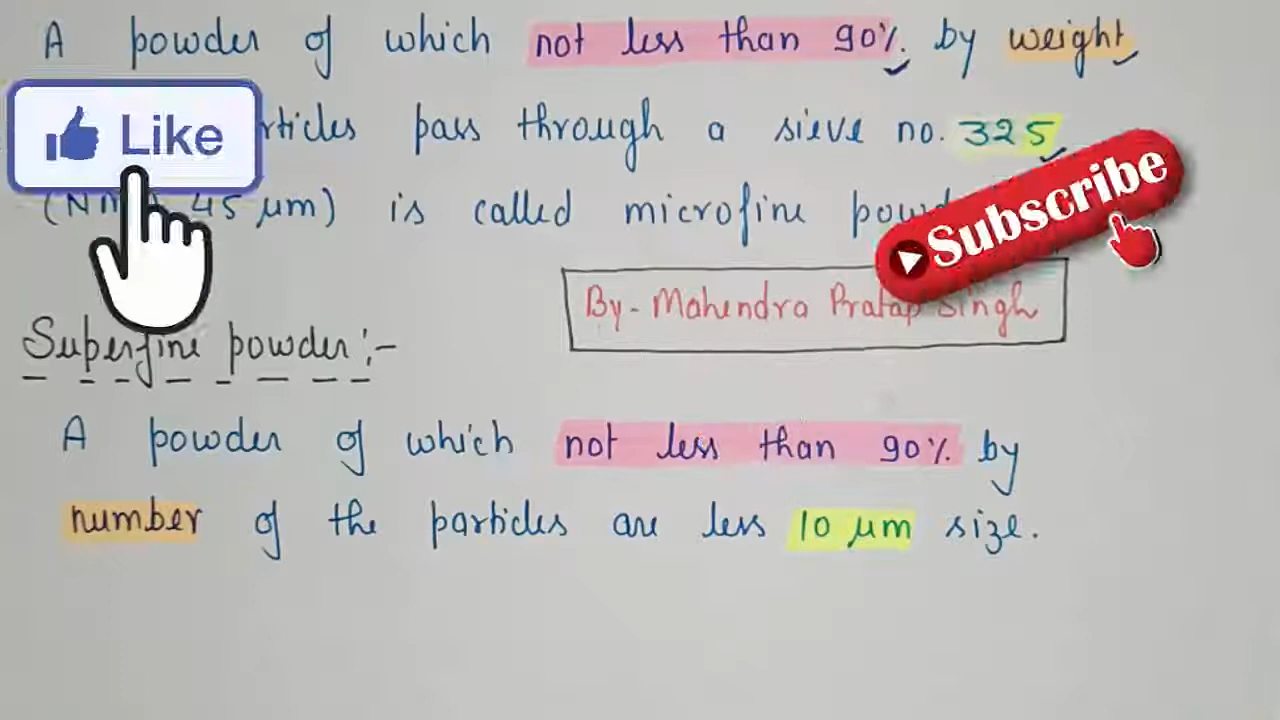 A powder of which not less than 90% by weight
Like
rticles pass through a sieve no. 325
Subscribe
45 µm) is called microfine
By- Mahendra Pratap Singh
Superfine powder :-
A powder of which not less than 90% by
number of the particles are less 10 µm size.